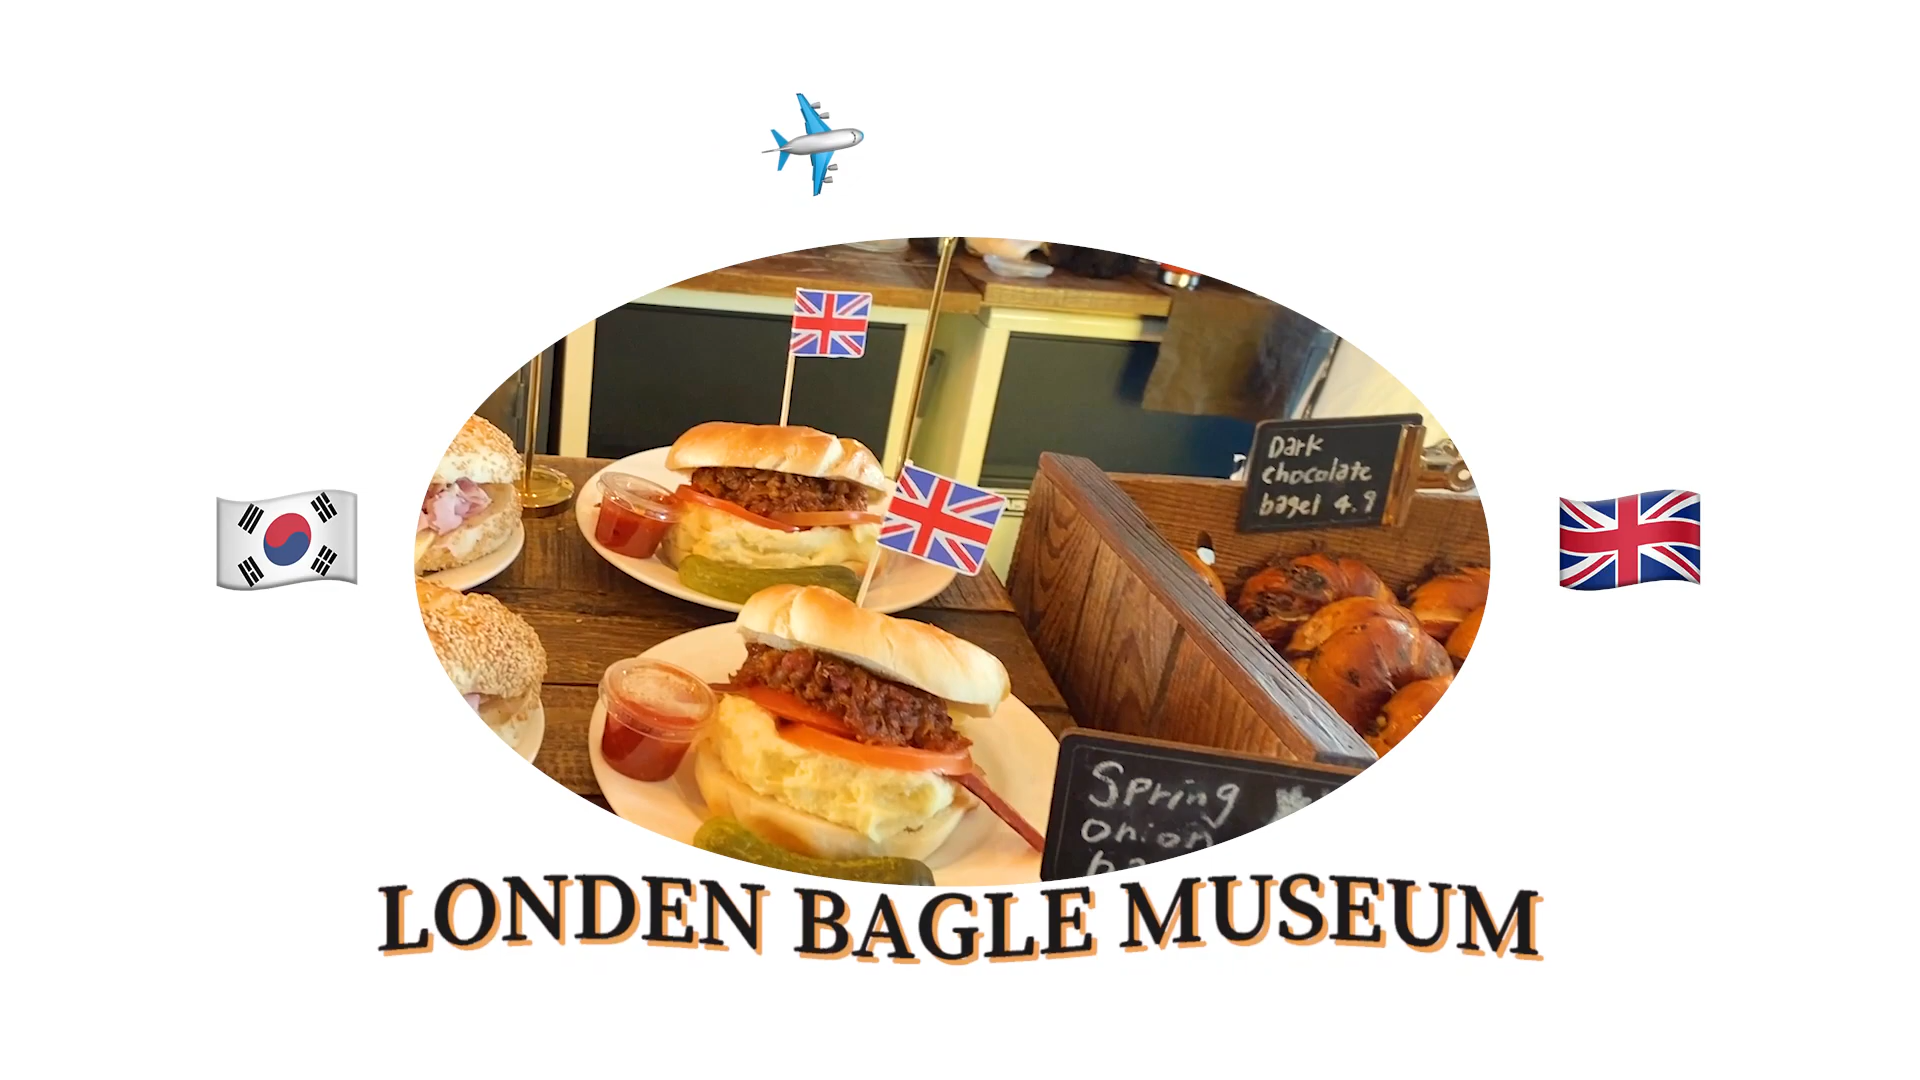 Dark
chocolate
bagel 4.9
Spring
onion
LONDEN BAGLE MUSEUM